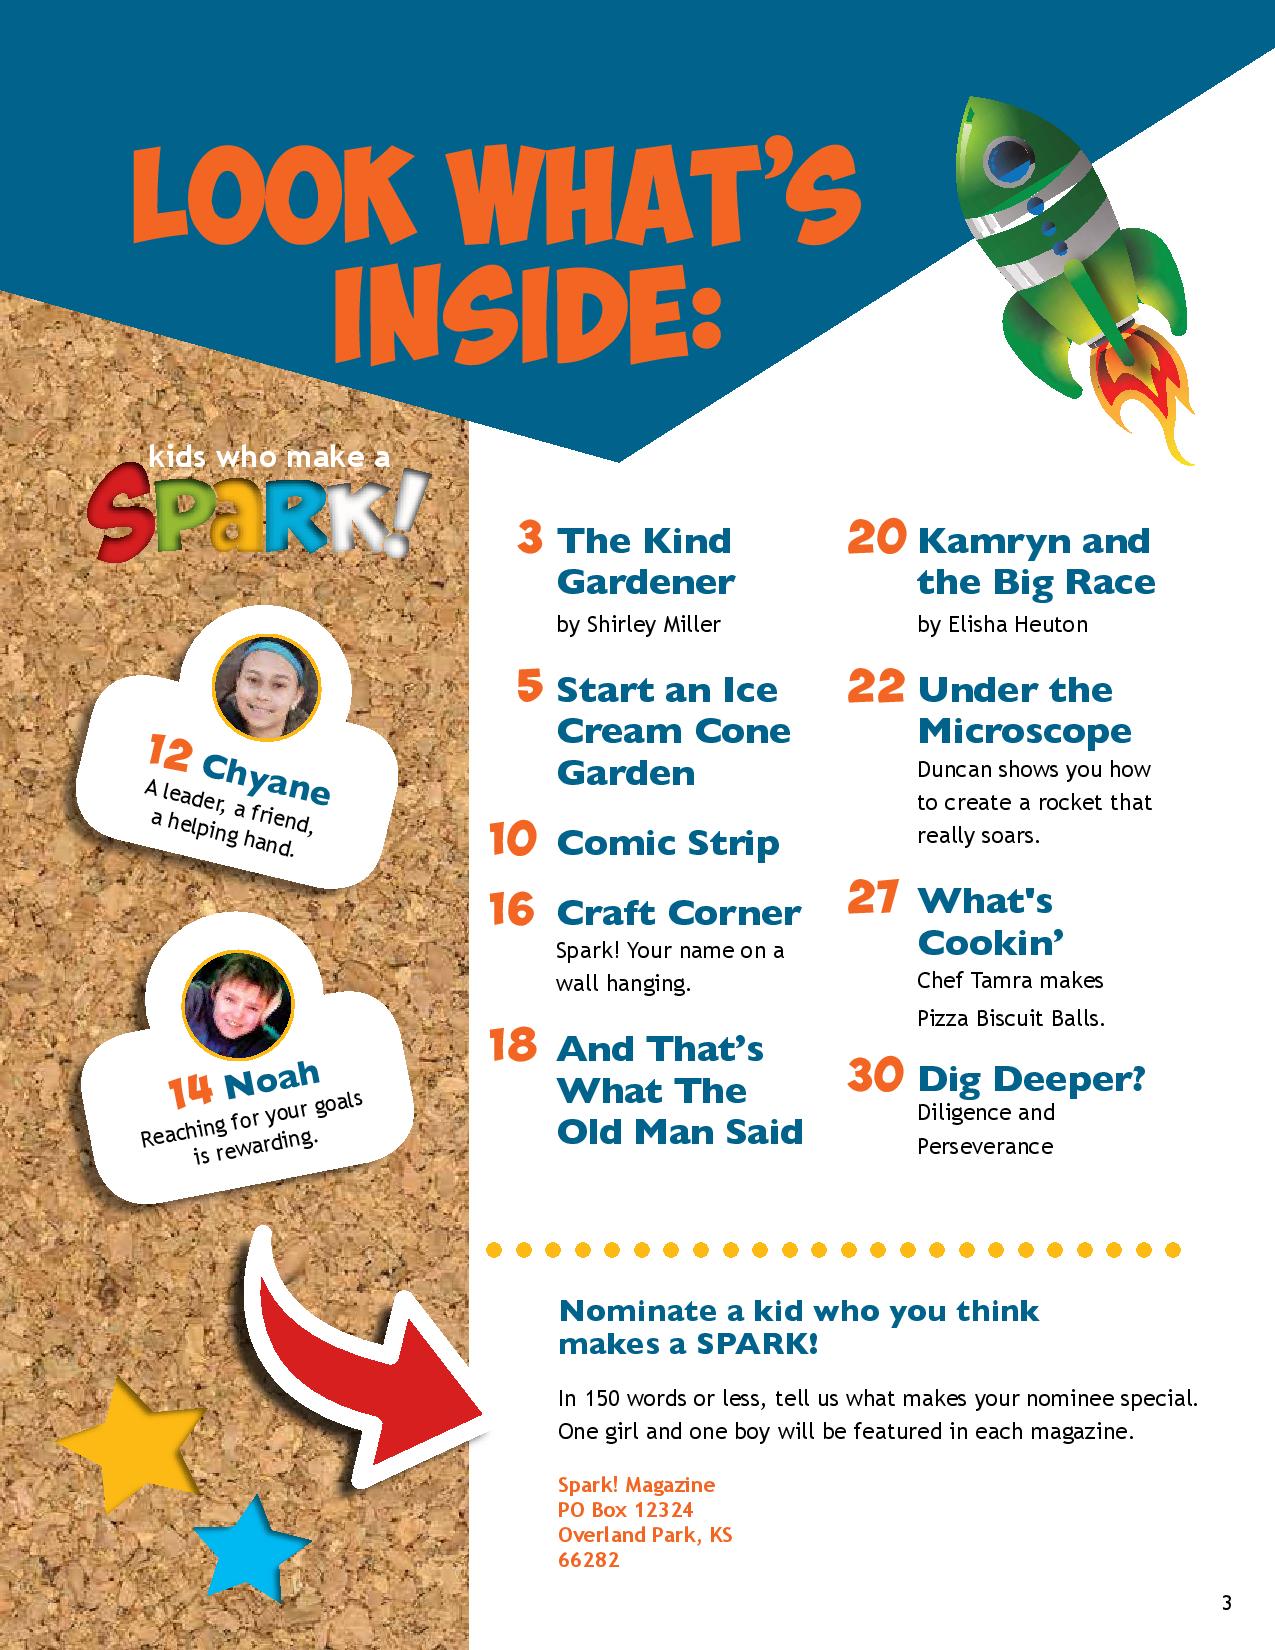 LOOK WHAT'S
INSIDE:
kids who make a
SPaRK!
12 Chyane
A leader, a friend,
a helping hand.
14 Noah
Reaching for your goals
is rewarding.
3 The Kind
Gardener
by Shirley Miller
5 Start an Ice
Cream Cone
Garden
10 Comic Strip
16 Craft Corner
Spark! Your name on a
wall hanging.
18 And That’s
What The
Old Man Said
20 Kamryn and
the Big Race
by Elisha Heuton
22 Under the
Microscope
Duncan shows you how
to create a rocket that
really soars.
27 What's
Cookin’
Chef Tamra makes
Pizza Biscuit Balls.
30 Dig Deeper?
Diligence and
Perseverance
Nominate a kid who you think
makes a SPARK!
In 150 words or less, tell us what makes your nominee special.
One girl and one boy will be featured in each magazine.
Spark! Magazine
PO Box 12324
Overland Park, KS
66282
3